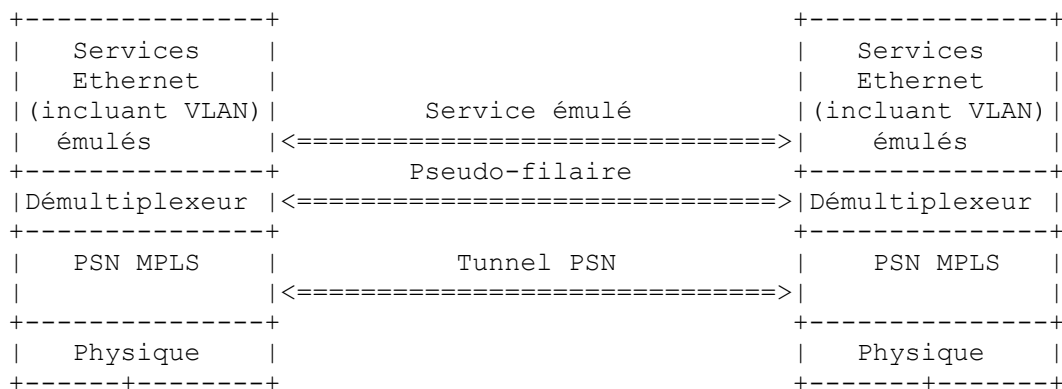 +---------------+                                +---------------+
|   Services    |                                |   Services    |
|   Ethernet    |                                |   Ethernet    |
|(incluant VLAN)|         Service émulé          |(incluant VLAN)|
|  émulés       |<==============================>|    émulés     |
+---------------+        Pseudo-filaire          +---------------+
|Démultiplexeur |<==============================>|Démultiplexeur |
+---------------+                                +---------------+
|   PSN MPLS    |           Tunnel PSN           |    PSN MPLS   |
|               |<==============================>|               |
+---------------+                                +---------------+
|   Physique    |                                |   Physique    |
+------+--------+                                +-------+-------+